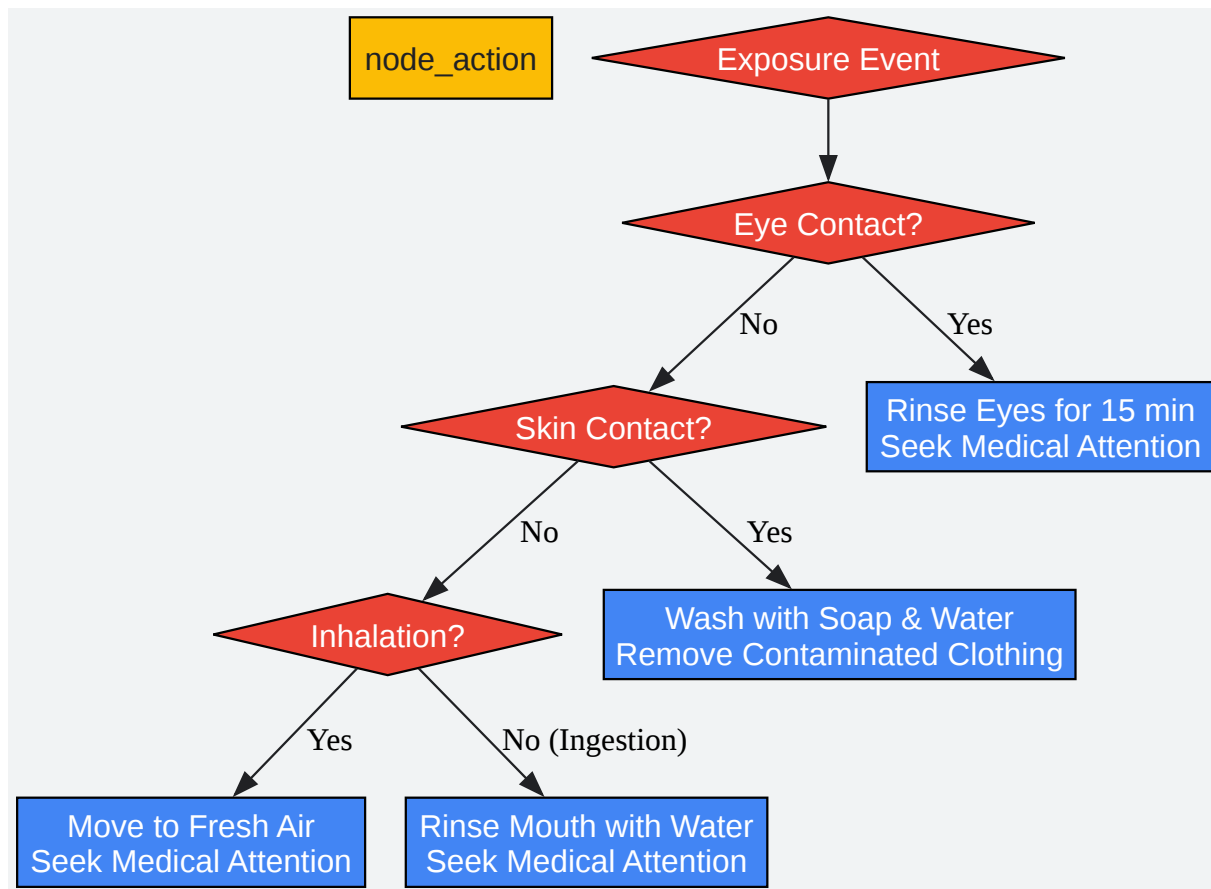 node_action
Exposure Event
Eye Contact?
No
Yes
Skin Contact?
Rinse Eyes for 15 min
Seek Medical Attention
No
Yes
Inhalation?
Wash with Soap & Water
Remove Contaminated Clothing
Yes
No (Ingestion)
Move to Fresh Air
Seek Medical Attention
Rinse Mouth with Water
Seek Medical Attention